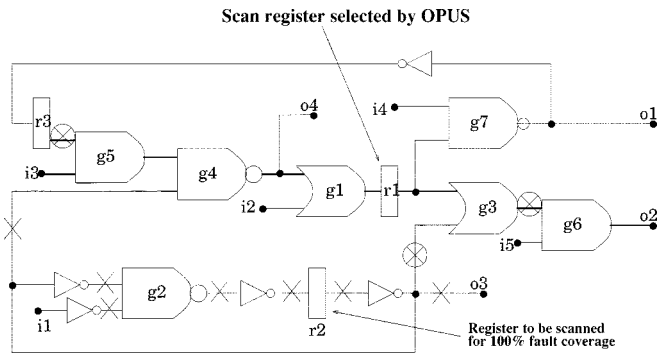 Scan register selected by OPUS
r3
o4
i4
g7
o1
g5
g4
i3
g1
r1
i2
g3
g6
o2
i5
g2
i1
r2
o3
Register to be scanned
for 100% fault coverage